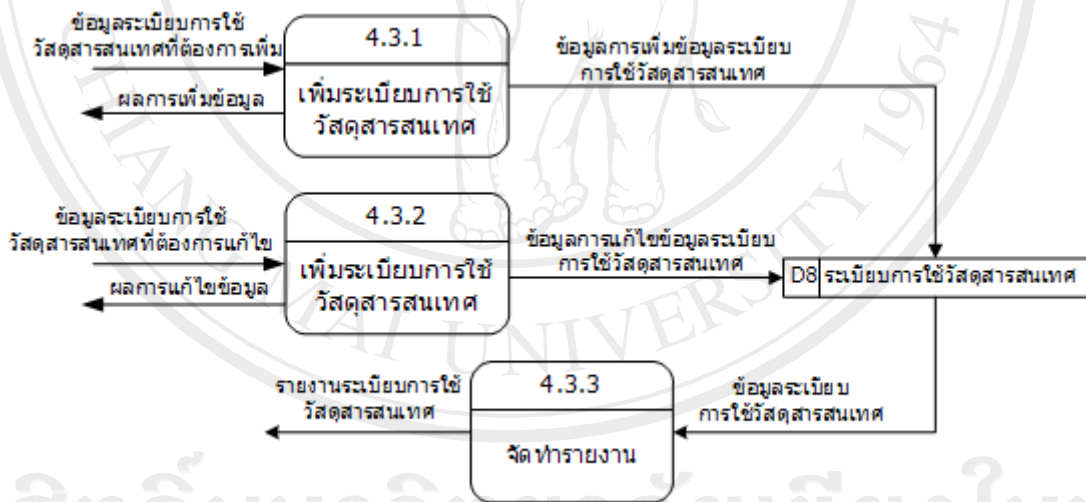 ข้อมูลระเบียบการใช้
วัสดุสารสนเทศที่ต้องการเพิ่ม
ผลการเพิ่มข้อมูล
4.3.1
เพิ่มระเบียบการใช้
วัสดุสารสนเทศ
ข้อมูลการเพิ่มข้อมูลระเบียบ
การใช้วัสดุสารสนเทศ
ข้อมูลระเบียบการใช้
วัสดุสารสนเทศที่ต้องการแก้ไข
ผลการแก้ไขข้อมูล
4.3.2
เพิ่มระเบียบการใช้
วัสดุสารสนเทศ
ข้อมูลการแก้ไขข้อมูลระเบียบ
การใช้วัสดุสารสนเทศ
D8 ระเบียบการใช้วัสดุสารสนเทศ
รายงานระเบียบการใช้
วัสดุสารสนเทศ
4.3.3
จัดทำรายงาน
ข้อมูลระเบียบ
การใช้วัสดุสารสนเทศ
CHIANG MAI UNIVERSITY 1964